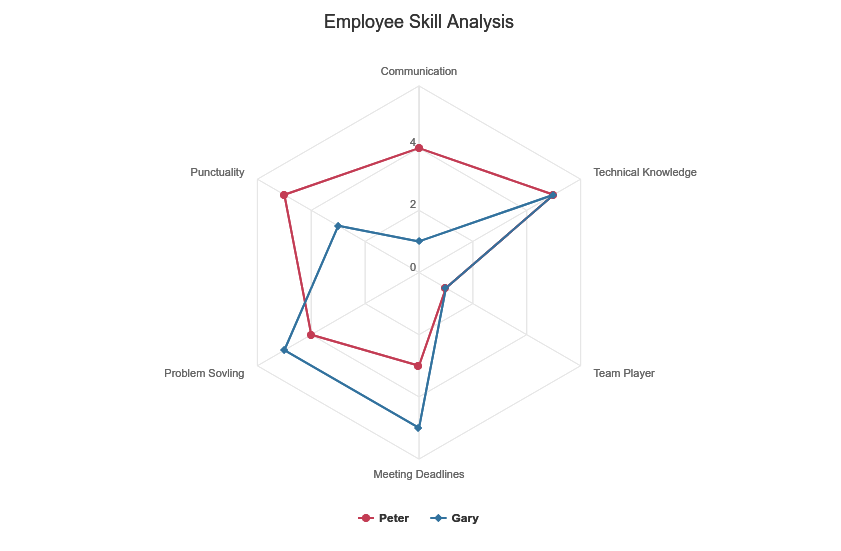 Employee Skill Analysis
Communication
4
Punctuality
Technical Knowledge
2
0
Problem Sovling
Team Player
Meeting Deadlines
Peter
Gary